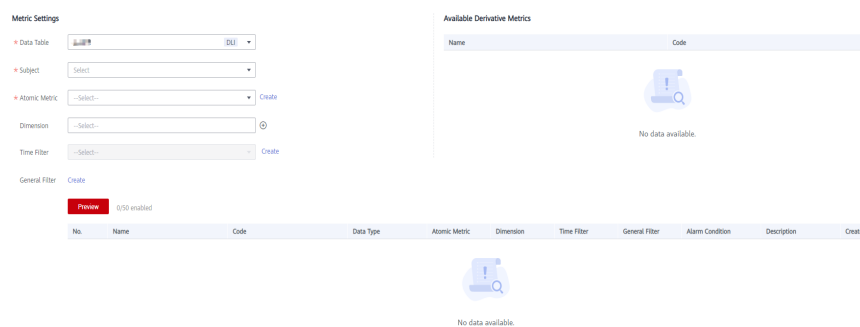 Metric Settings
* Data Table
DLI
* Subject
Select
* Atomic Metric
--Select--
Create
Dimension
--Select--
Time Filter
--Select--
Create
General Filter
Create
Preview
0/50 enabled
Available Derivative Metrics
Name Code
No data available.
No. Name Code Data Type Atomic Metric Dimension Time Filter General Filter Alarm Condition Description Creat
No data available.